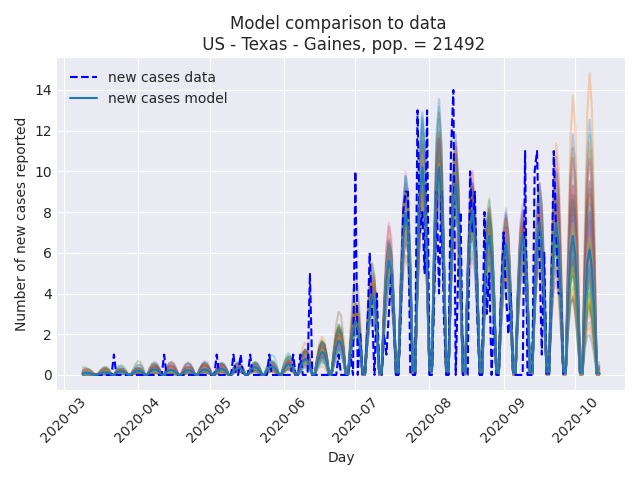 Model comparison to data
US - Texas - Gaines, pop. = 21492
new cases data
new cases model
Number of new cases reported
14
12
10
8
6
4
2
0
2020-03
2020-04
2020-05
2020-06
2020-07
2020-08
2020-09
2020-10
Day